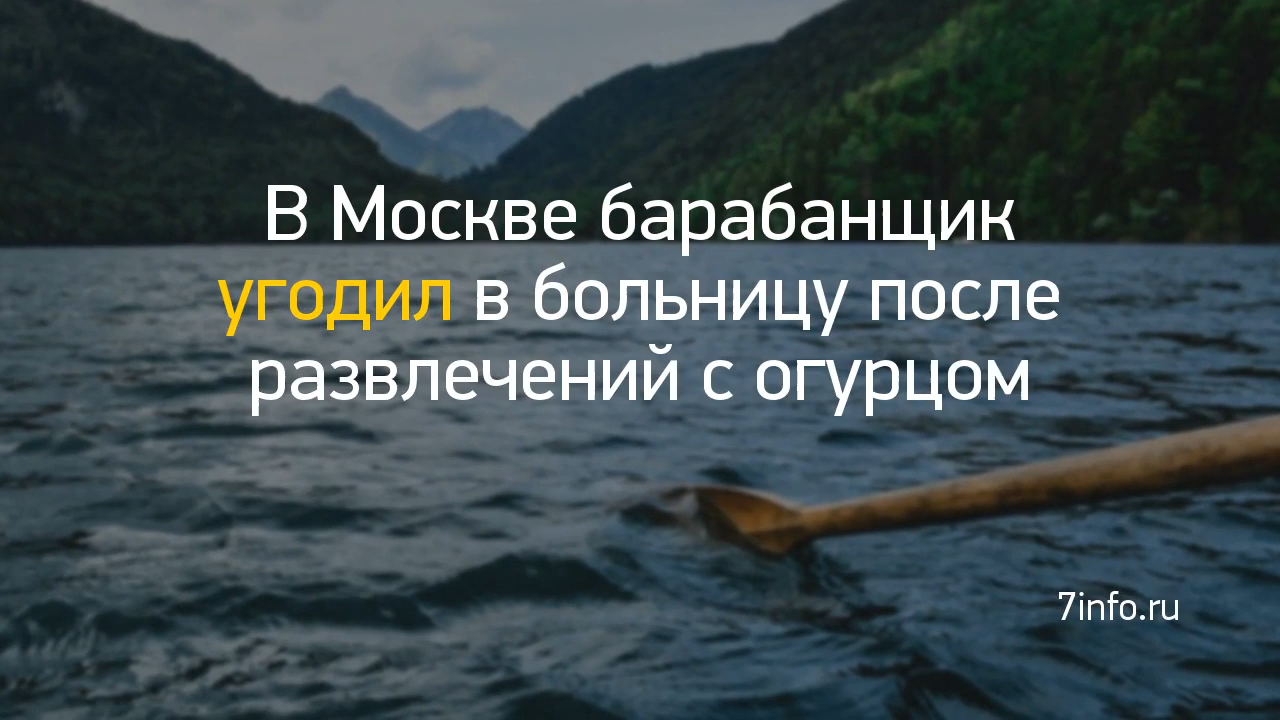 В Москве барабанщик
угодил в больницу после
развлечений с огурцом
7info.ru